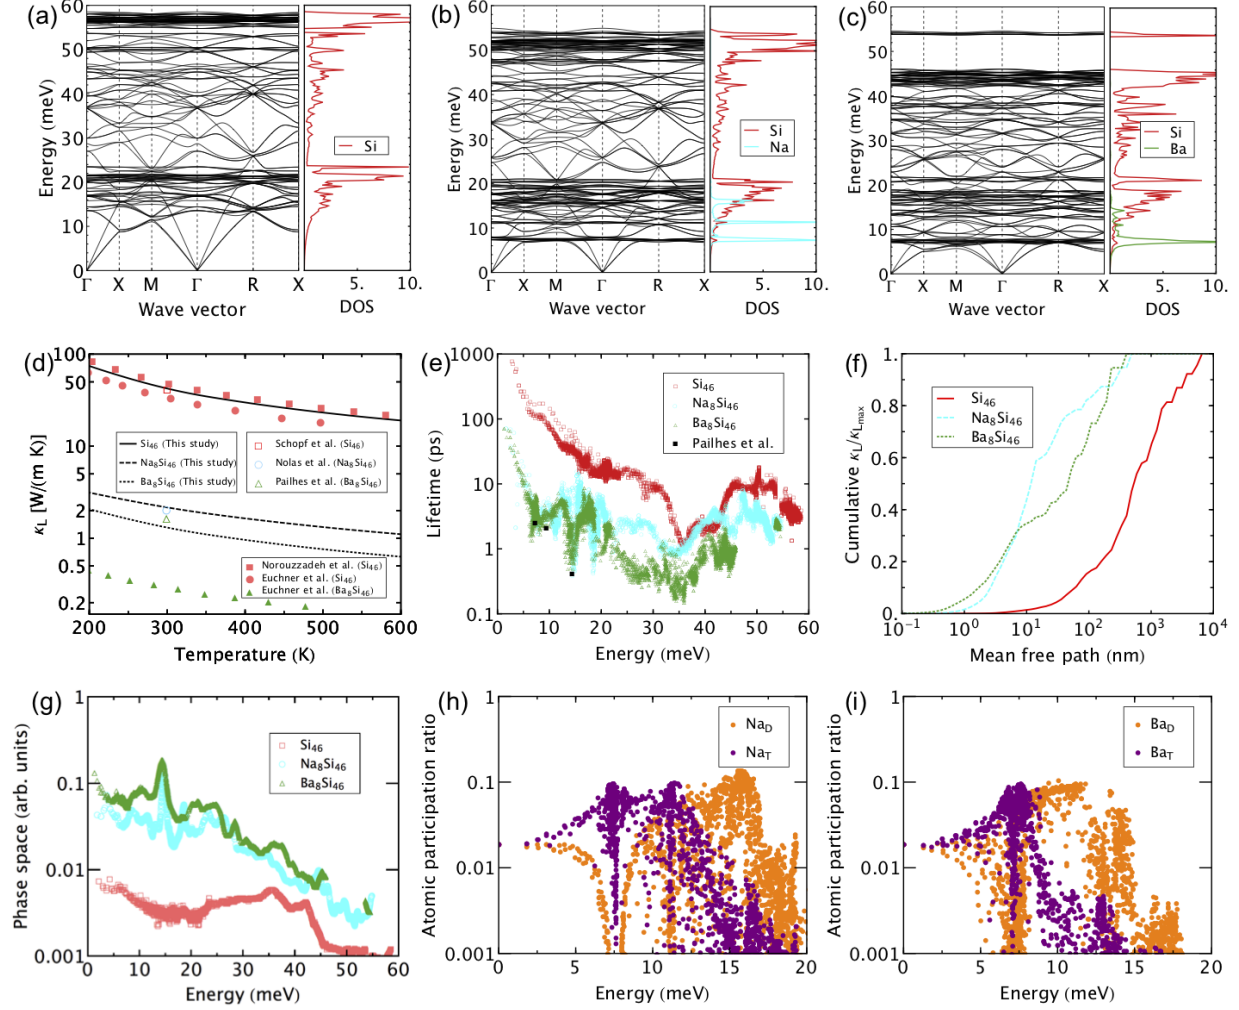 (a)
60
50
40
30
20
10
0
Energy (meV)
Γ X M Γ R X
Wave vector
5. 10.
DOS
Si
(b)
60
50
40
30
20
10
0
Energy (meV)
Γ X M Γ R X
Wave vector
5. 10.
DOS
Si
Na
(c)
60
50
40
30
20
10
0
Energy (meV)
Γ X M Γ R X
Wave vector
5. 10.
DOS
Si
Ba
(d)
100
50
10
5
2
1
0.5
0.2
κL [W/(m K)]
200 300 400 500 600
Temperature (K)
Si46 (This study)
Na8Si46 (This study)
Ba8Si46 (This study)
Schopf et al. (Si46)
Nolas et al. (Na8Si46)
Pailhes et al. (Ba8Si46)
Norouzzadeh et al. (Si46)
Euchner et al. (Si46)
Euchner et al. (Ba8Si46)
(e)
1000
100
10
1
0.1
Lifetime (ps)
0 10 20 30 40 50 60
Energy (meV)
Si46
Na8Si46
Ba8Si46
Pailhes et al.
(f)
1.
0.8
0.6
0.4
0.2
0.
Cumulative κL/κLmax
10−1 100 101 102 103 104
Mean free path (nm)
Si46
Na8Si46
Ba8Si46
(g)
1
0.1
0.01
0.001
Phase space (arb. units)
0 10 20 30 40 50 60
Energy (meV)
Si46
Na8Si46
Ba8Si46
(h)
1
0.1
0.01
0.001
Atomic participation ratio
0 5 10 15 20
Energy (meV)
NaD
NaT
(i)
1
0.1
0.01
0.001
Atomic participation ratio
0 5 10 15 20
Energy (meV)
BaD
BaT